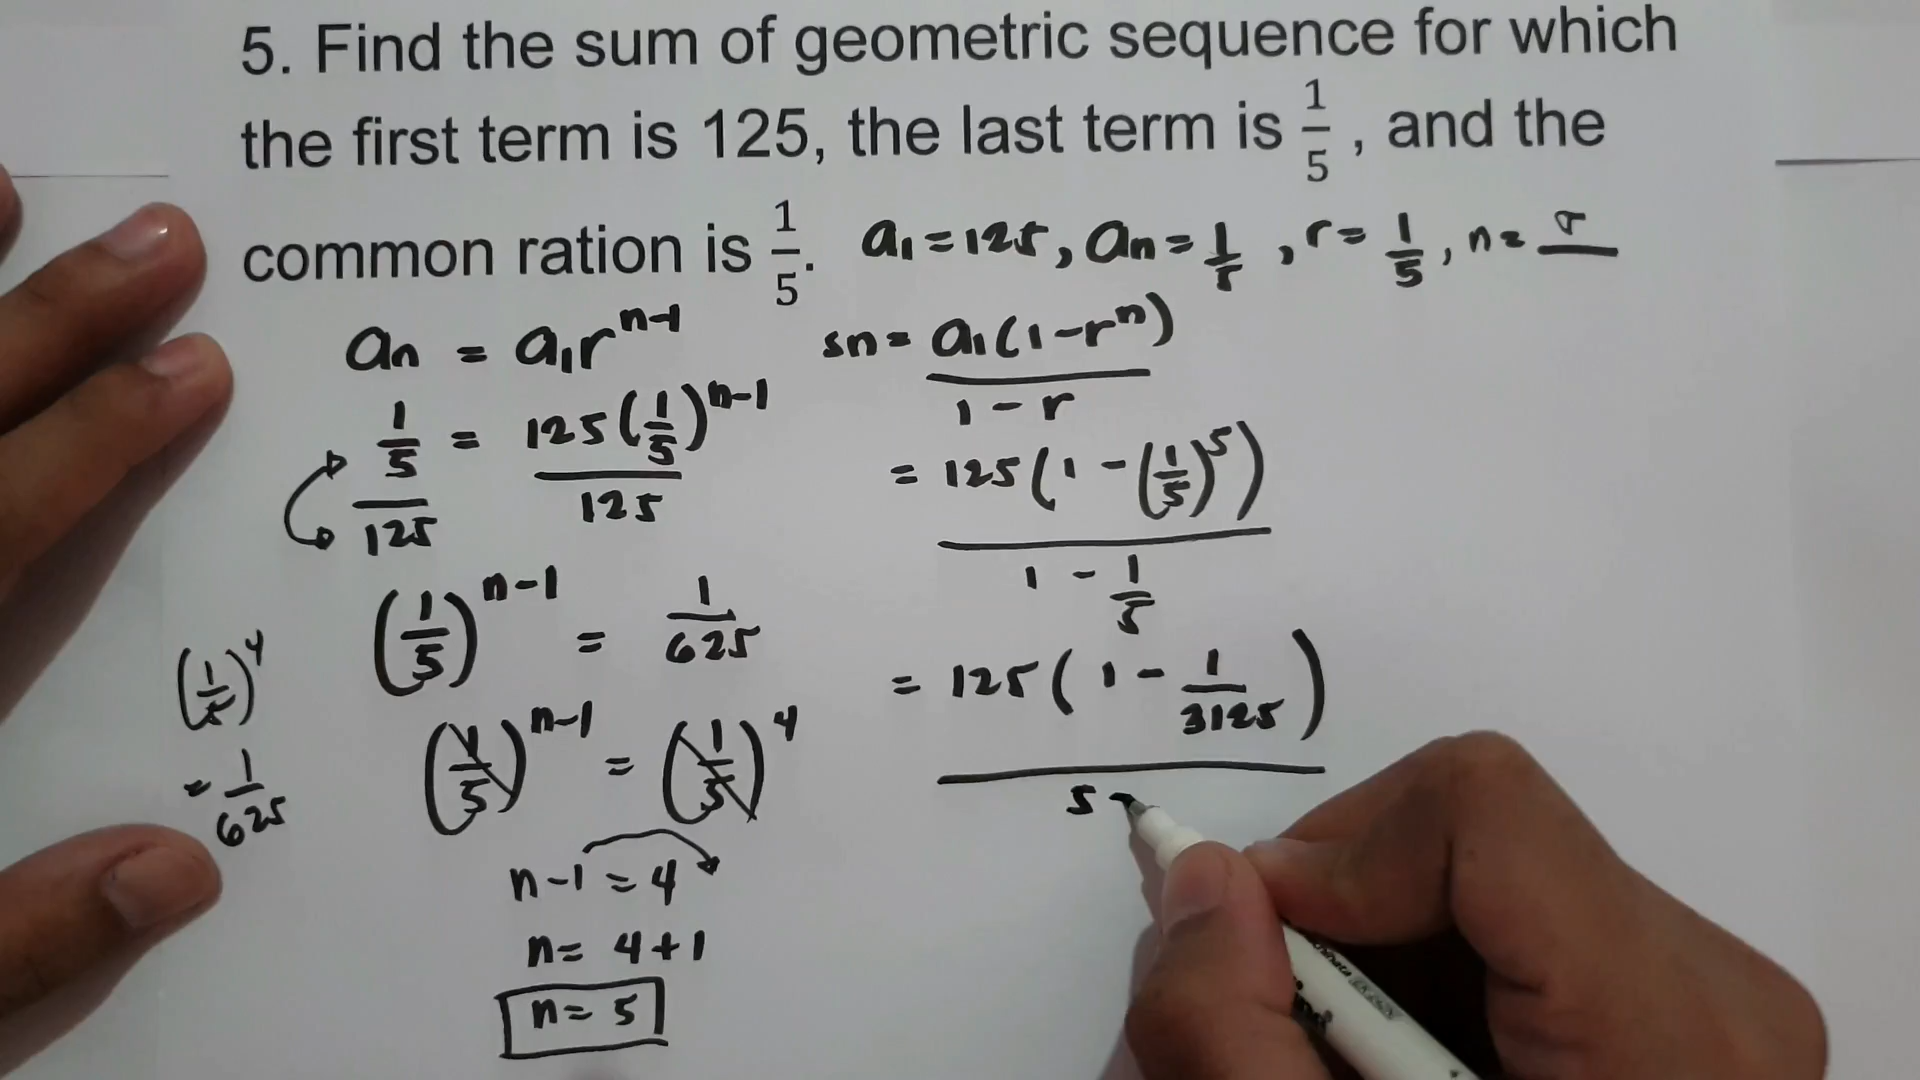 5. Find the sum of geometric sequence for which
the first term is 125, the last term is 1/5 , and the
common ration is 1/5. a1 = 125, an = 1/5 , r = 1/5 , n = 5
an = a1r^(n-1)
1/5 / 125 = 125(1/5)^(n-1) / 125
(1/5)^(n-1) = 1/625
(1/5)^4
= 1/625
(1/5)^(n-1) = (1/5)^4
n-1 = 4
n = 4+1
n = 5
sn = a1(1-r^n) / 1-r
= 125(1-(1/5)^5) / 1 - 1/5
= 125(1 - 1/3125) / 5 -